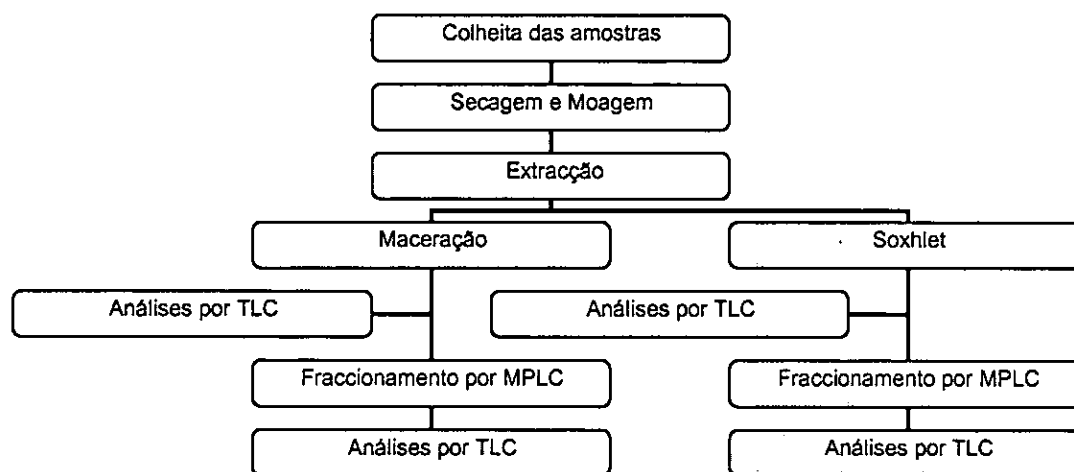 Colheita das amostras
Secagem e Moagem
Extracção
Maceração
Soxhlet
Análises por TLC
Análises por TLC
Fraccionamento por MPLC
Fraccionamento por MPLC
Análises por TLC
Análises por TLC